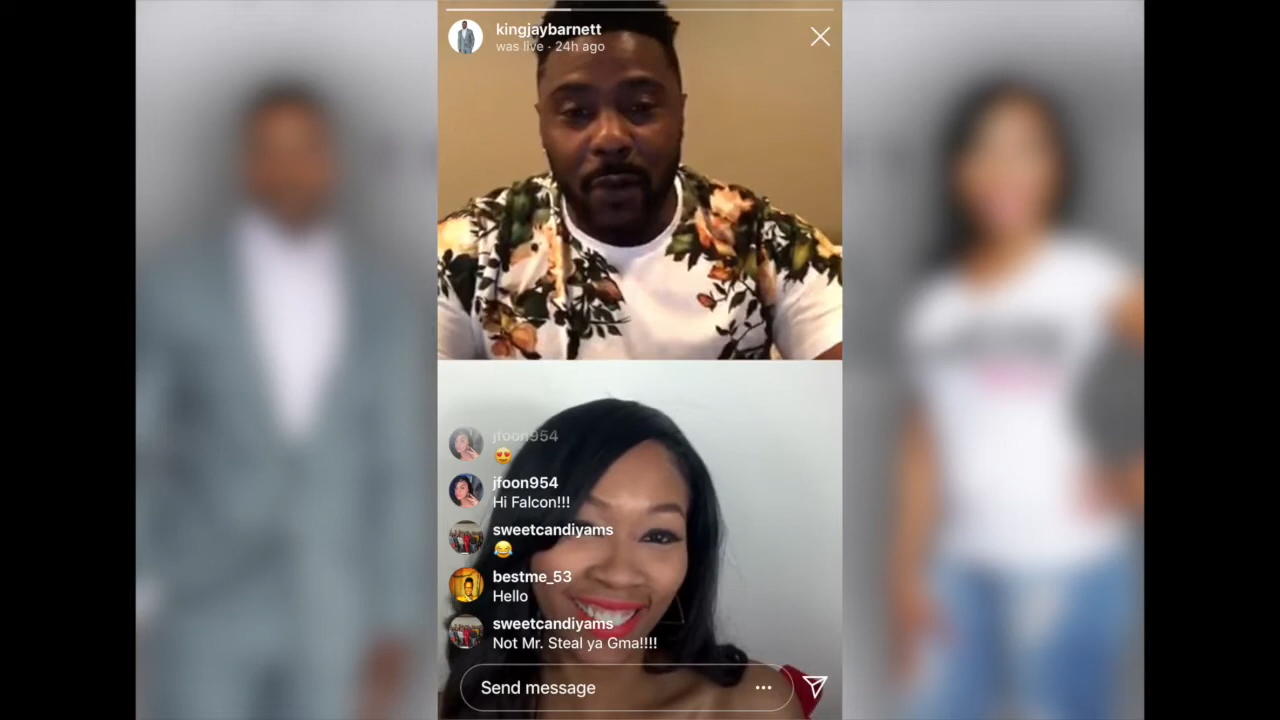 kingjaybarnett
was live · 24h ago
jfoon954
😍
jfoon954
Hi Falcon!!!
sweetcandiyams
😂
bestme_53
Hello
sweetcandiyams
Not Mr. Steal ya Gma!!!!
Send message